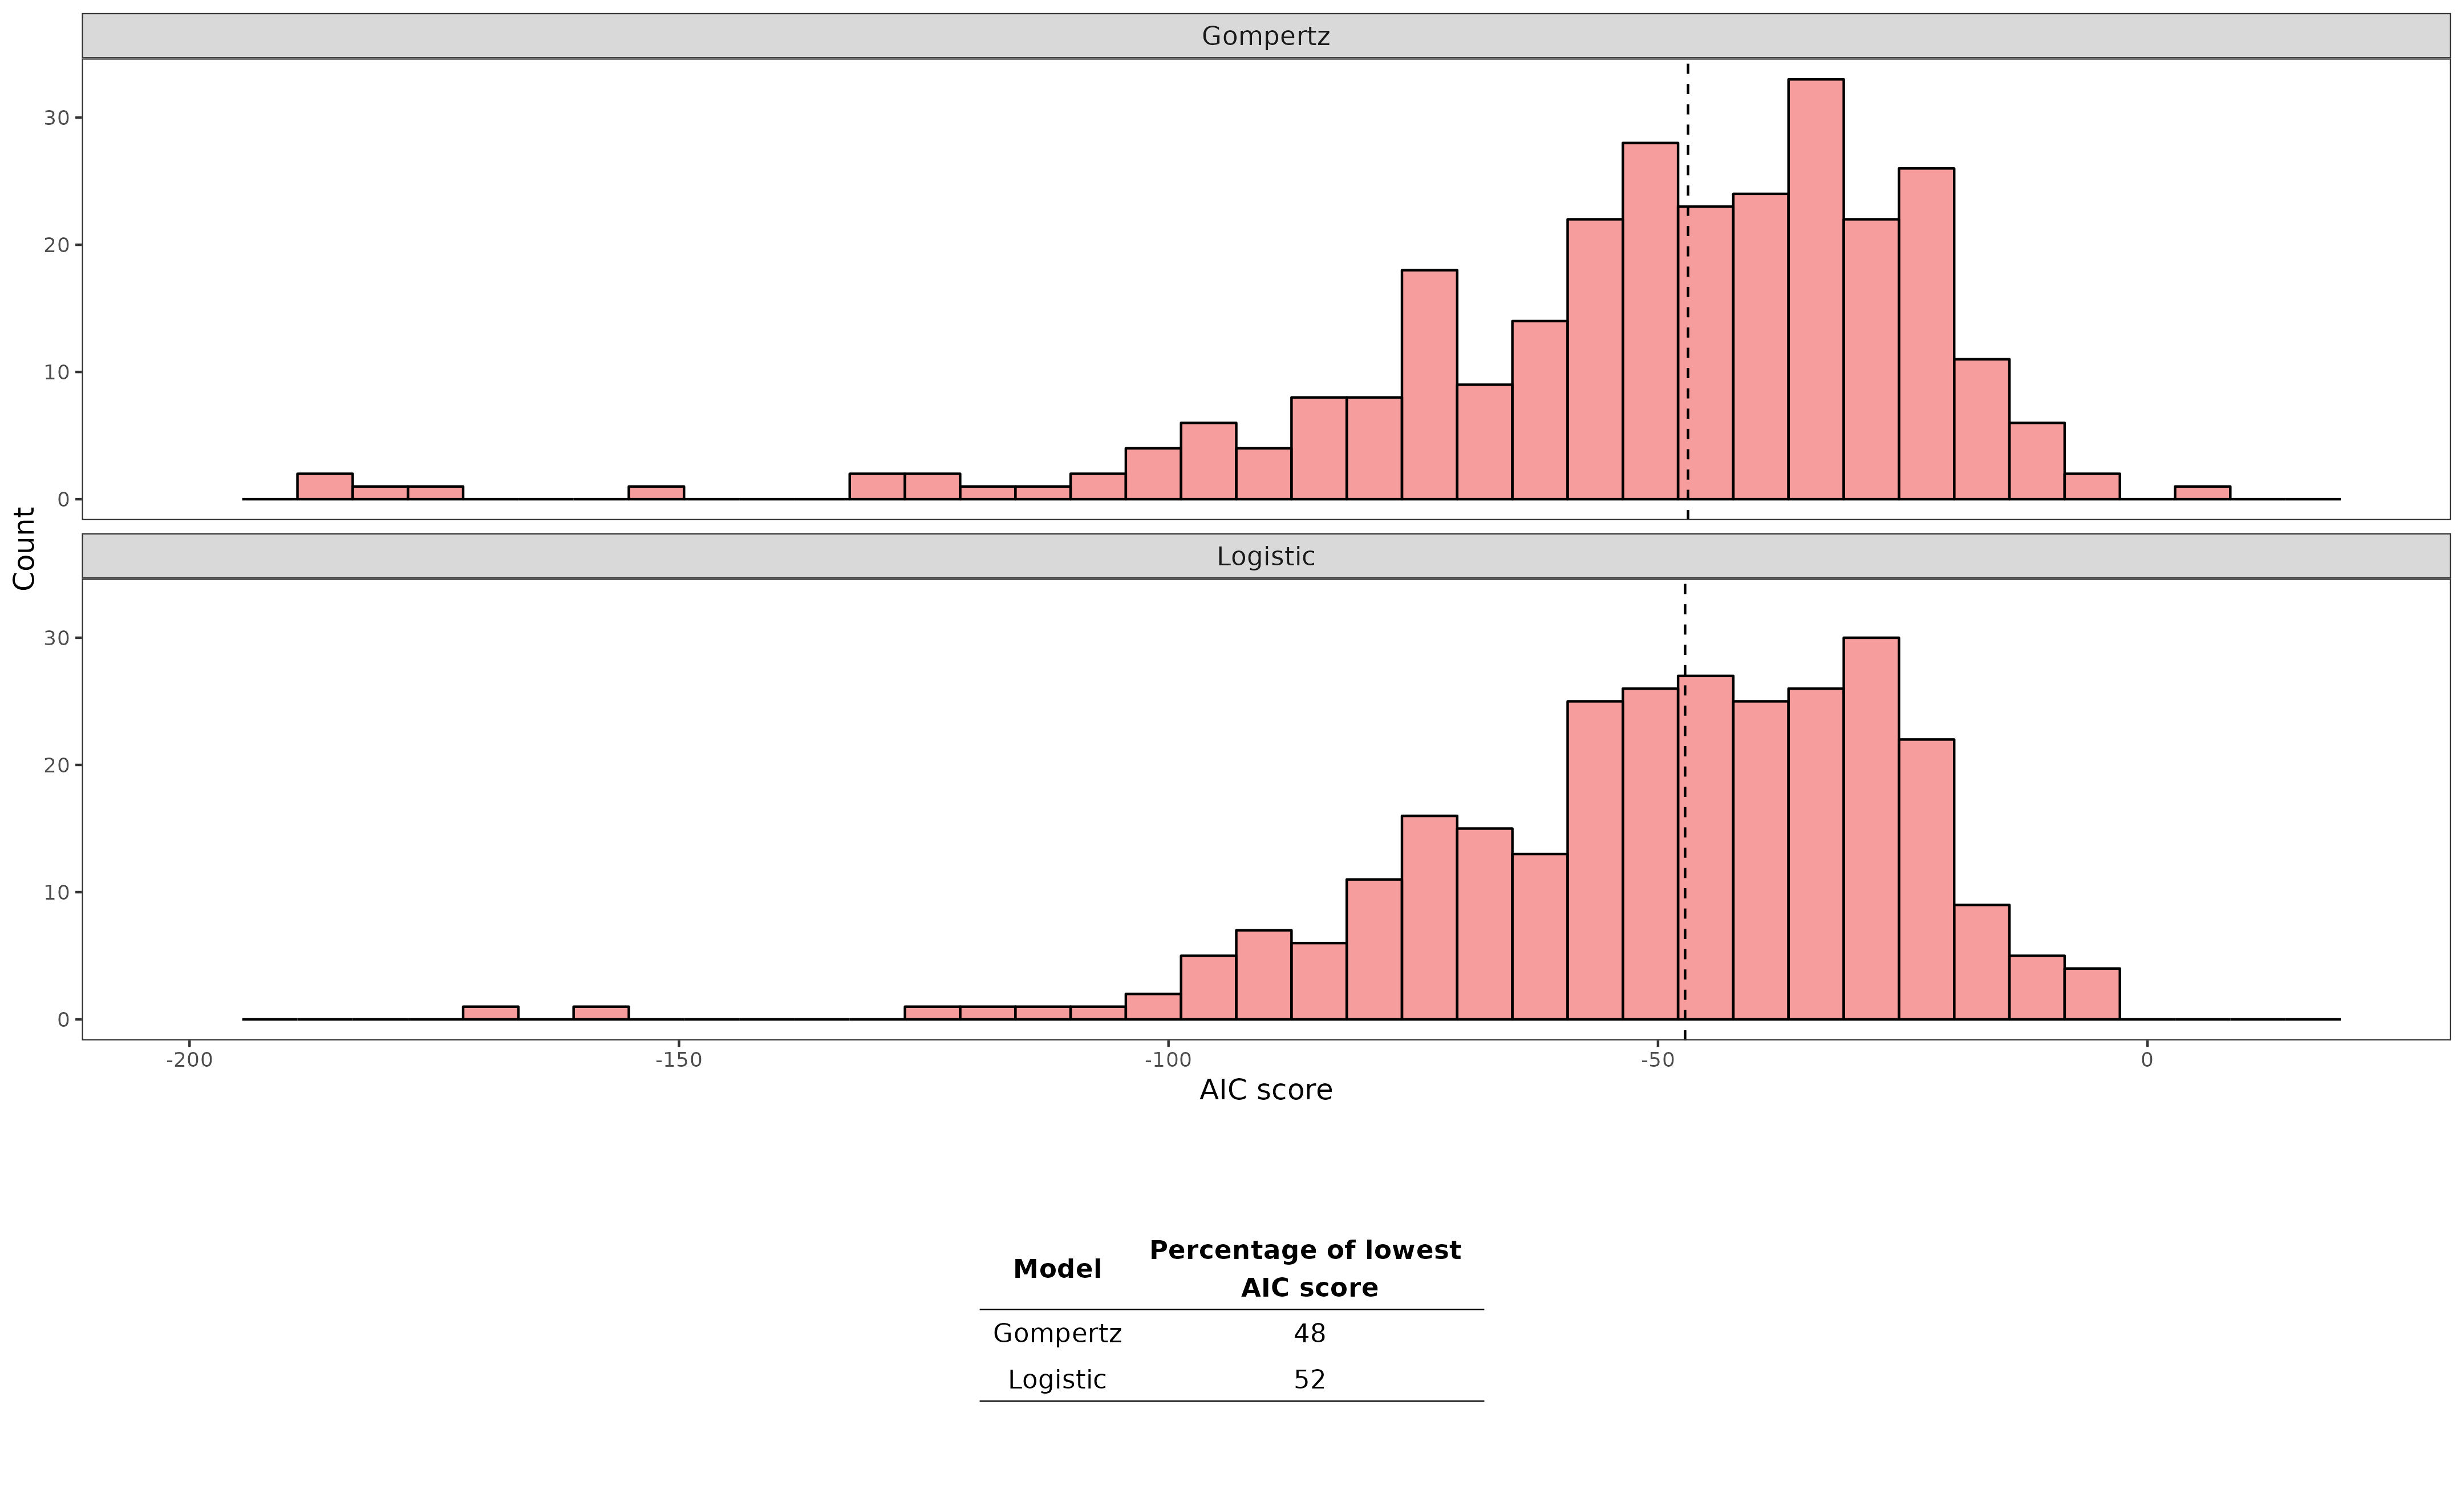 Gompertz
30
20
10
0
Count
Logistic
30
20
10
0
-200 -150 -100 -50 0
AIC score
Model Percentage of lowest
AIC score
Gompertz 48
Logistic 52